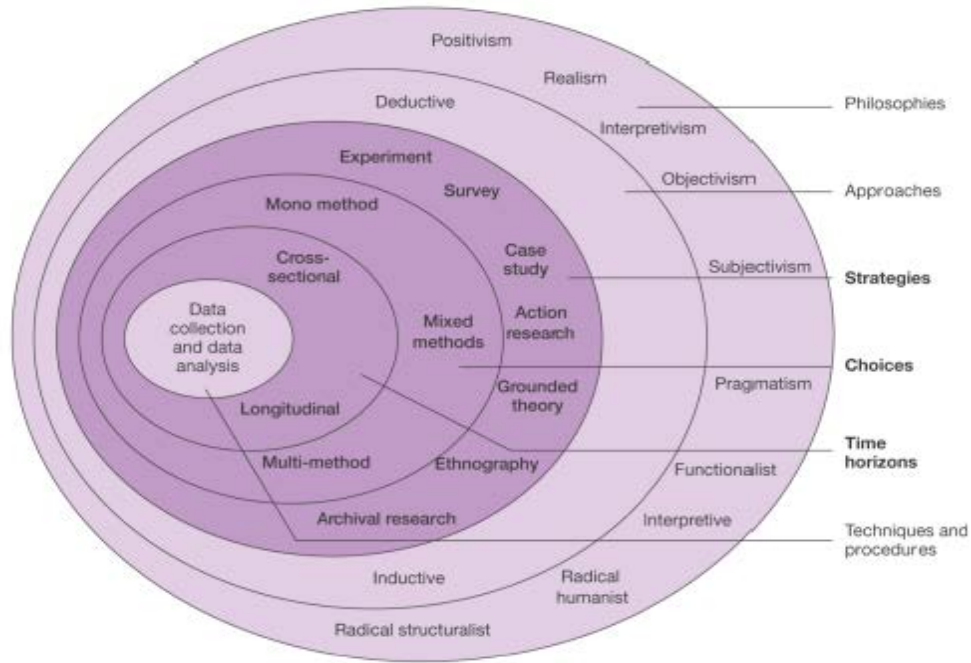 Positivism
Realism
Philosophies
Deductive
Interpretivism
Experiment
Objectivism
Approaches
Survey
Mono method
Case
study
Cross-
sectional
Subjectivism
Strategies
Data
collection
and data
analysis
Mixed
methods
Action
research
Choices
Pragmatism
Grounded
theory
Longitudinal
Time
horizons
Multi-method
Ethnography
Functionalist
Archival research
Interpretive
Techniques and
procedures
Inductive
Radical
humanist
Radical structuralist